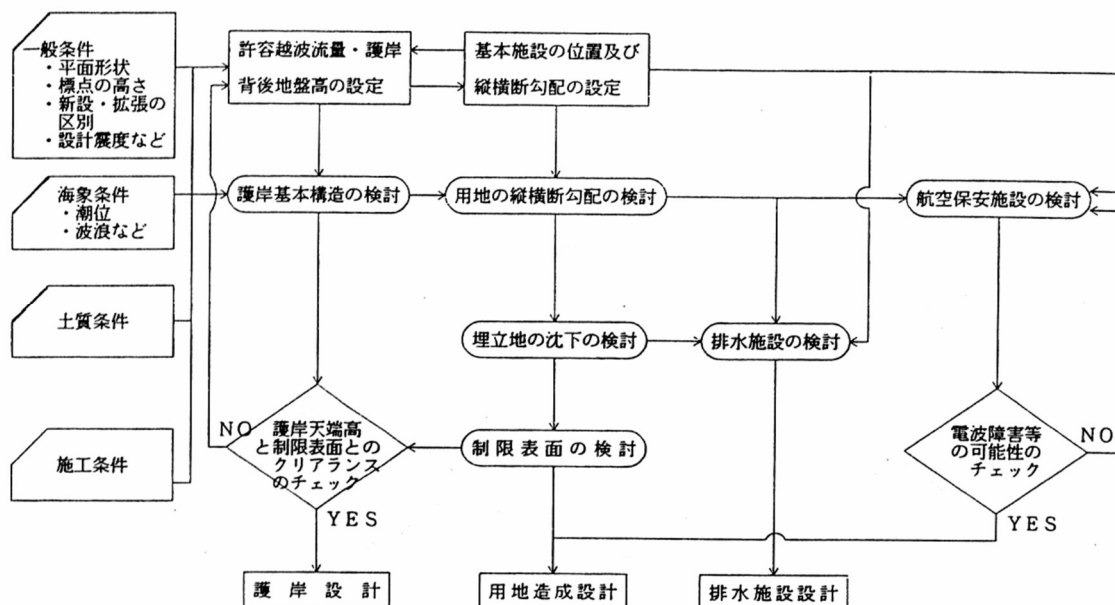 一般条件
・平面形状
・標点の高さ
・新設・拡張の
区別
・設計震度など
海象条件
・潮位
・波浪など
土質条件
施工条件
許容越波流量・護岸
背後地盤高の設定
基本施設の位置及び
縦横断勾配の設定
護岸基本構造の検討
用地の縦横断勾配の検討
航空保安施設の検討
埋立地の沈下の検討
排水施設の検討
NO
護岸天端高
と制限表面との
クリアランス
のチェック
YES
制限表面の検討
電波障害等
の可能性の
チェック
NO
YES
護岸設計
用地造成設計
排水施設設計